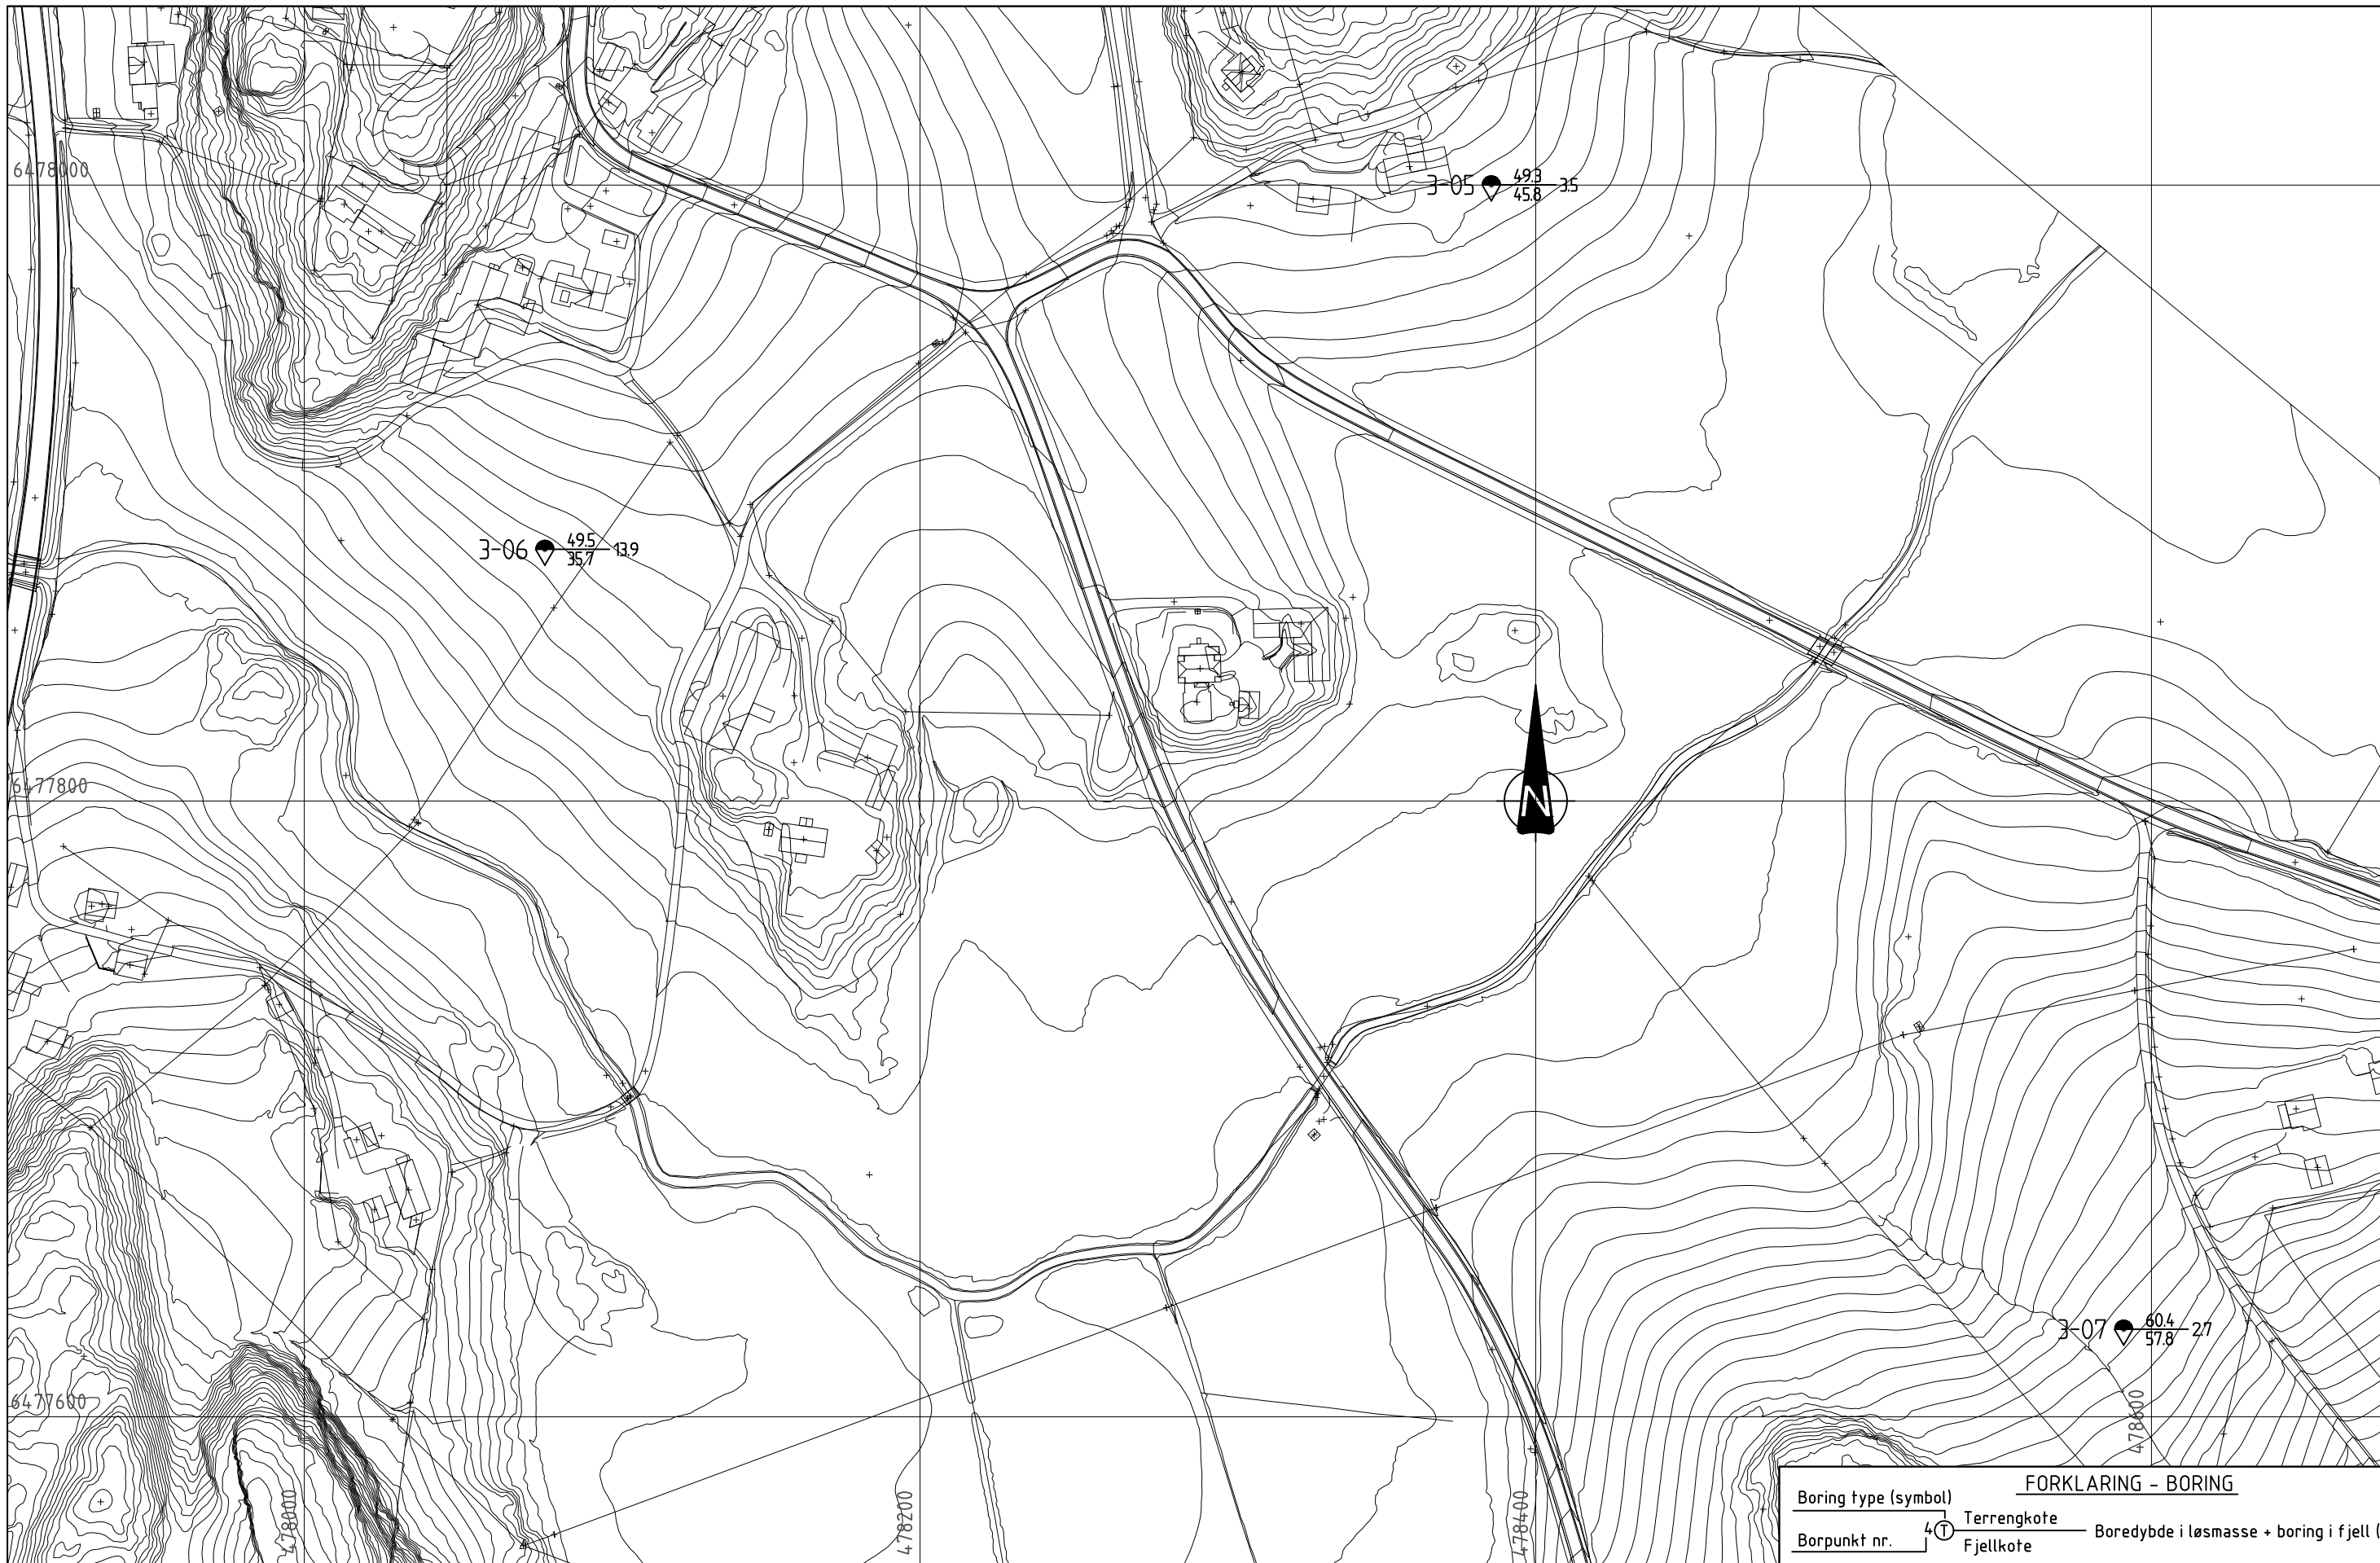 6478000
3-05 49.3 3.5
45.8
3-06 49.5 13.9
35.7
6477800
N
3-07 60.4 2.7
57.8
6477600
478000
478200
478400
478600
FORKLARING - BORING
Boring type (symbol)
Terrengkote
Borpunkt nr. 4 T Boredybde i løsmasse + boring i fjell (
Fjellkote